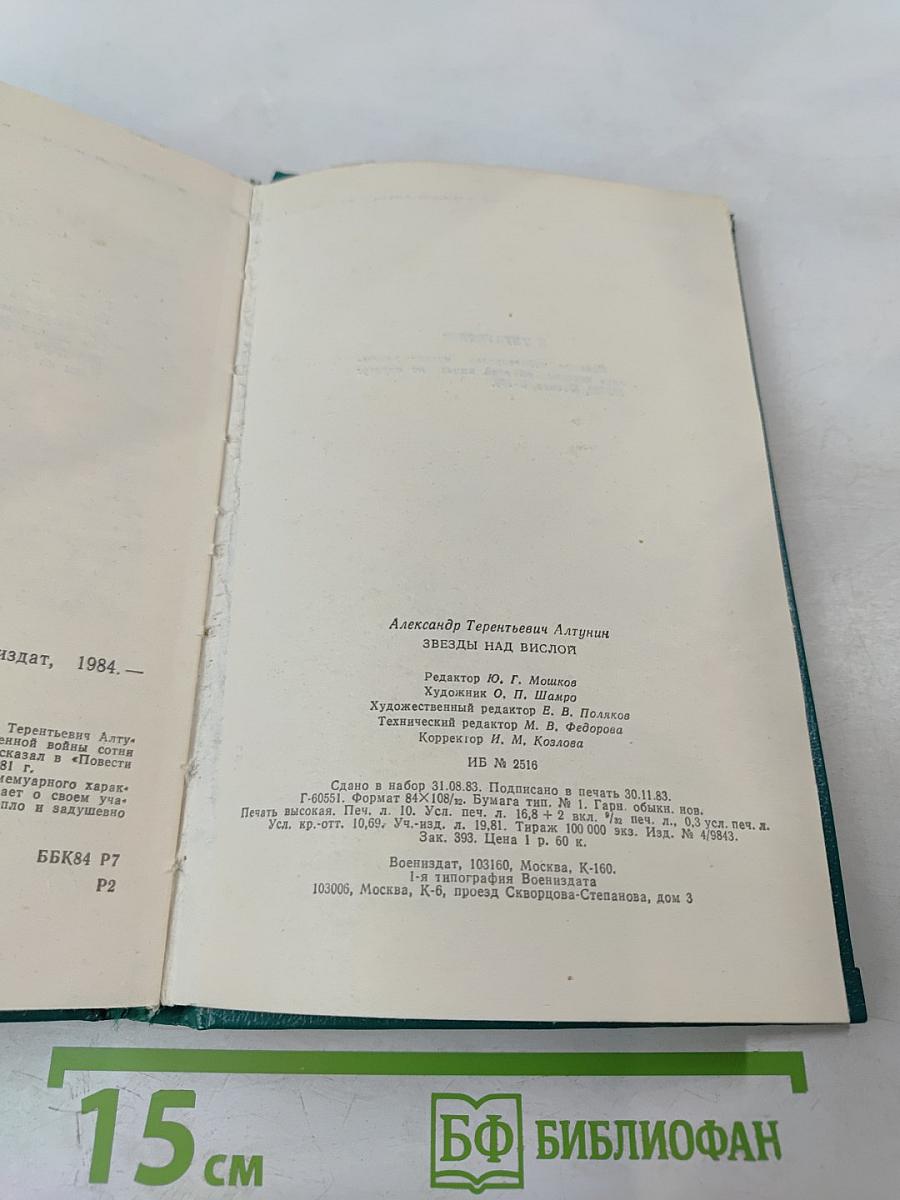 издат, 1984.—
Терентьевич Алту-
енной войны сотни
сказал в «Повести
81 г.
мемуарного харак-
ает о своем уча-
пло и задушевно
ББК84 Р7
Р2
Александр Терентьевич Алтунин
ЗВЕЗДЫ НАД ВИСЛОЙ
Редактор Ю. Г. Мошков
Художник О. П. Шамро
Художественный редактор Е. В. Поляков
Технический редактор М. В. Федорова
Корректор И. М. Козлова
ИБ № 2516
Сдано в набор 31.08.83. Подписано в печать 30.11.83.
Г-60551. Формат 84×108/32. Бумага тип. № 1. Гарн. обыкн. нов.
Печать высокая. Печ. л. 10. Усл. печ. л. 16,8 + 2 вкл. 9/32 печ. л., 0,3 усл. печ. л.
Усл. кр.-отт. 10,69. Уч.-изд. л. 19,81. Тираж 100 000 экз. Изд. № 4/9843.
Зак. 393. Цена 1 р. 60 к.
Воениздат, 103160, Москва, К-160.
1-я типография Воениздата
103006, Москва, К-6, проезд Скворцова-Степанова, дом 3
15 см
БФ БИБЛИОФАН